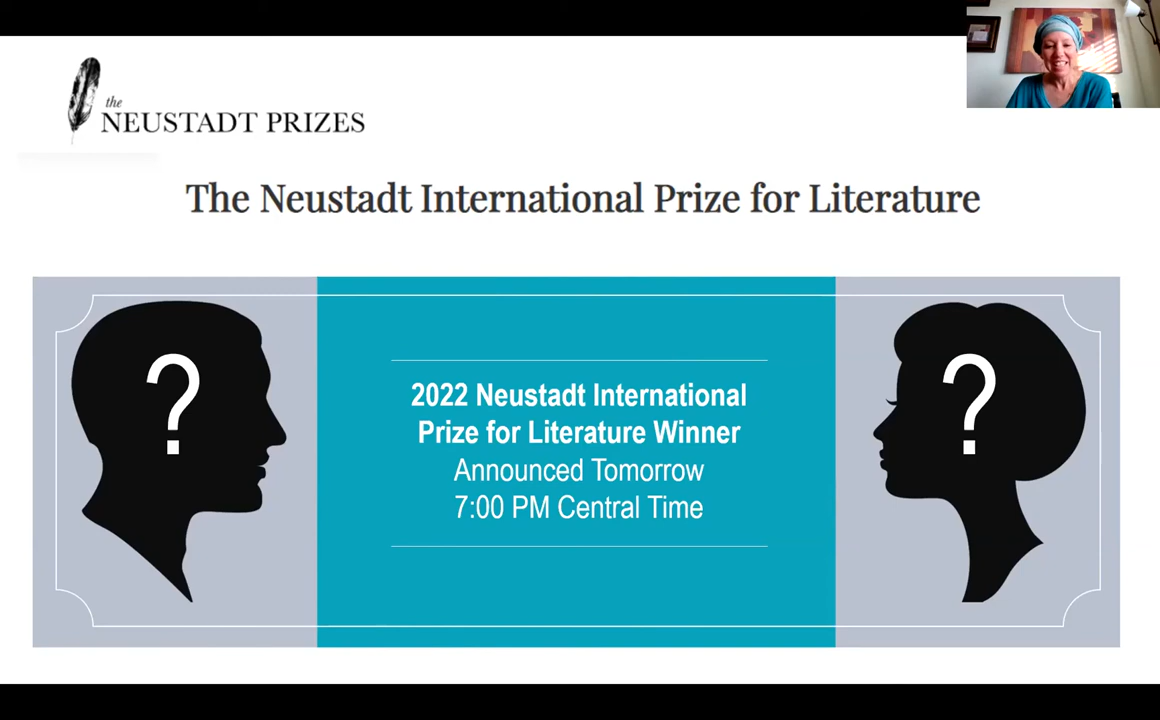 the
NEUSTADT PRIZES
The Neustadt International Prize for Literature
?
?
2022 Neustadt International
Prize for Literature Winner
Announced Tomorrow
7:00 PM Central Time